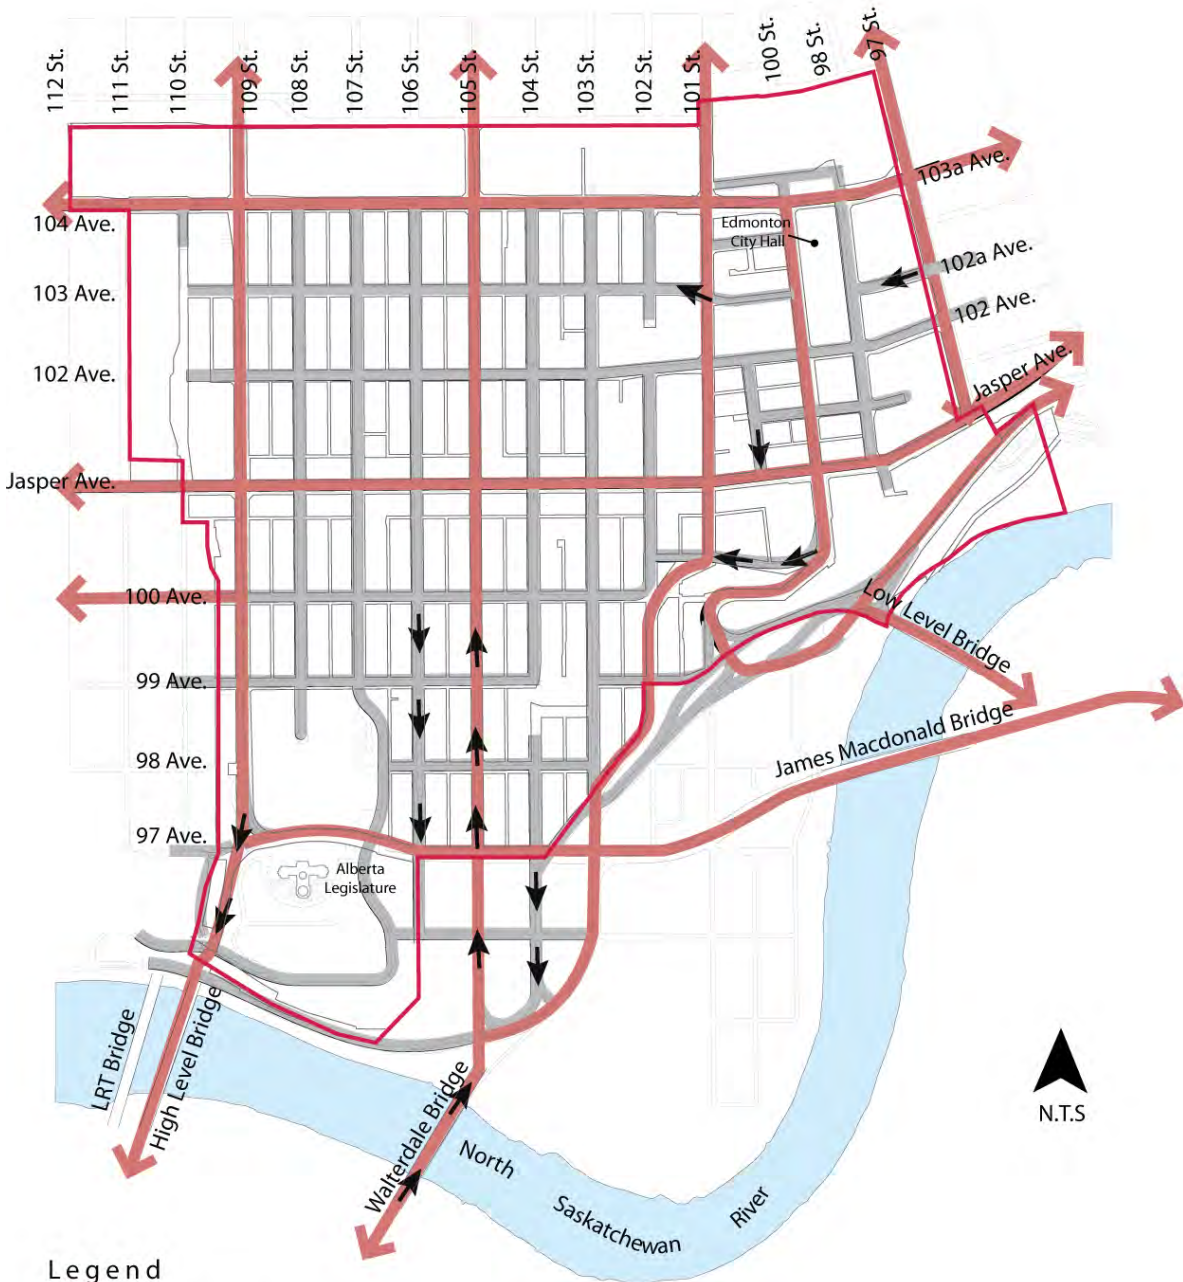 112 St.
111 St.
110 St.
109 St.
108 St.
107 St.
106 St.
105 St.
104 St.
103 St.
102 St.
101 St.
100 St.
98 St.
97 St.
103a Ave.
104 Ave.
Edmonton
City Hall
102a Ave.
103 Ave.
102 Ave.
102 Ave.
Jasper Ave.
Jasper Ave.
100 Ave.
Low Level Bridge
99 Ave.
James Macdonald Bridge
98 Ave.
97 Ave.
Alberta
Legislature
LRT Bridge
High Level Bridge
Walterdale Bridge
N.T.S
North
Saskatchewan
River
Legend